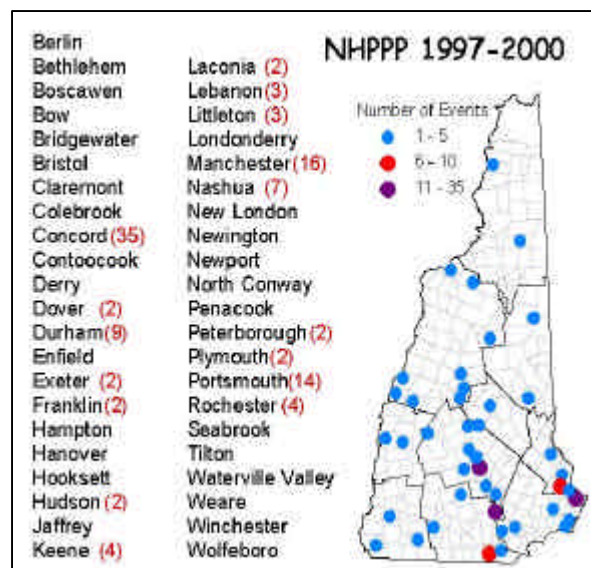 NHPPP 1997-2000
Berlin
Bethlehem
Boscawen
Bow
Bridgewater
Bristol
Claremont
Colebrook
Concord (35)
Contoocook
Derry
Dover (2)
Durham (9)
Enfield
Exeter (2)
Franklin (2)
Hampton
Hanover
Hooksett
Hudson (2)
Jaffrey
Keene (4)
Laconia (2)
Lebanon (3)
Littleton (3)
Londonderry
Manchester (16)
Nashua (7)
New London
Newington
Newport
North Conway
Penacook
Peterborough (2)
Plymouth (2)
Portsmouth (14)
Rochester (4)
Seabrook
Tilton
Waterville Valley
Weare
Winchester
Wolfeboro
Number of Events
1 - 5
6 - 10
11 - 35